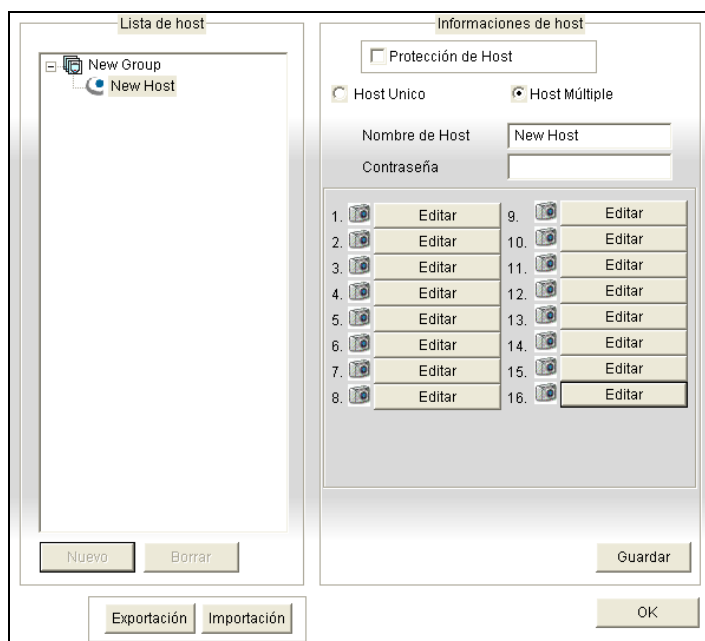 Lista de host
New Group
New Host
Nuevo
Borrar
Exportación
Importación
Informaciones de host
Protección de Host
Host Unico
Host Múltiple
Nombre de Host
New Host
Contraseña
1. Editar
2. Editar
3. Editar
4. Editar
5. Editar
6. Editar
7. Editar
8. Editar
9. Editar
10. Editar
11. Editar
12. Editar
13. Editar
14. Editar
15. Editar
16. Editar
Guardar
OK